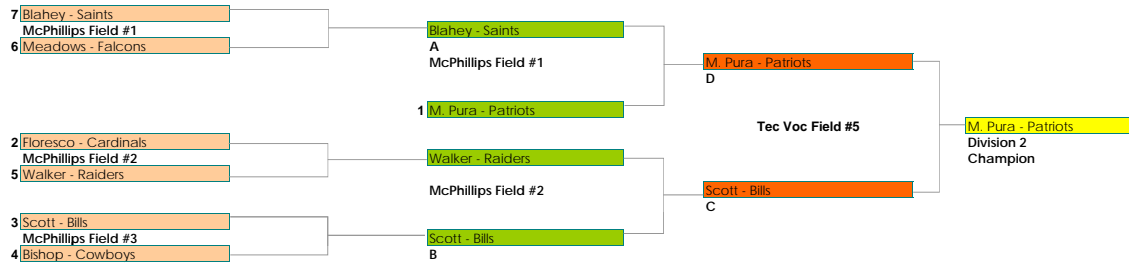 7 Blahey - Saints
McPhillips Field #1
6 Meadows - Falcons
2 Floresco - Cardinals
McPhillips Field #2
5 Walker - Raiders
3 Scott - Bills
McPhillips Field #3
4 Bishop - Cowboys
Blahey - Saints
A
McPhillips Field #1
1 M. Pura - Patriots
Walker - Raiders
McPhillips Field #2
Scott - Bills
B
M. Pura - Patriots
D
Tec Voc Field #5
Scott - Bills
C
M. Pura - Patriots
Division 2
Champion